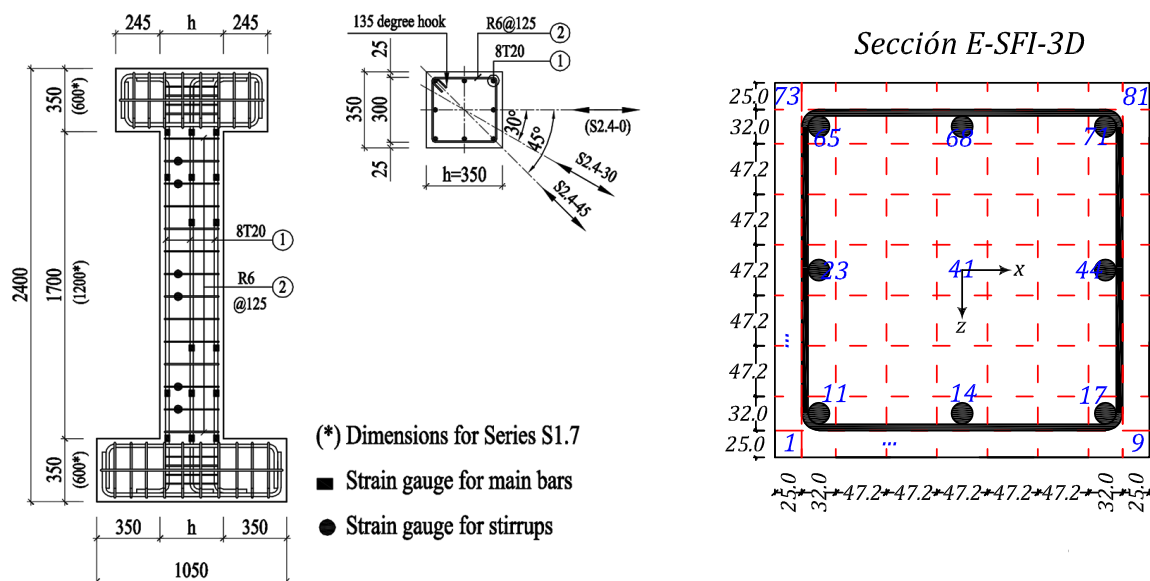 245 h 245
2400
350
(600*)
1700
(1200*)
350
(600*)
8T20 1
R6 2
@125
350 h 350
1050
135 degree hook
R6@125 2
8T20 1
25
350
300
25
h=350
30°
45°
(S2.4-0)
S2.4-30
S2.4-45
(*) Dimensions for Series S1.7
Strain gauge for main bars
Strain gauge for stirrups
Sección E-SFI-3D
25.0
32.0
47.2
47.2
47.2
47.2
47.2
32.0
25.0
73 81
65 68 71
23 41 44
x
z
...
11 14 17
1 ... 9
25.0 32.0 47.2 47.2 47.2 47.2 47.2 32.0 25.0